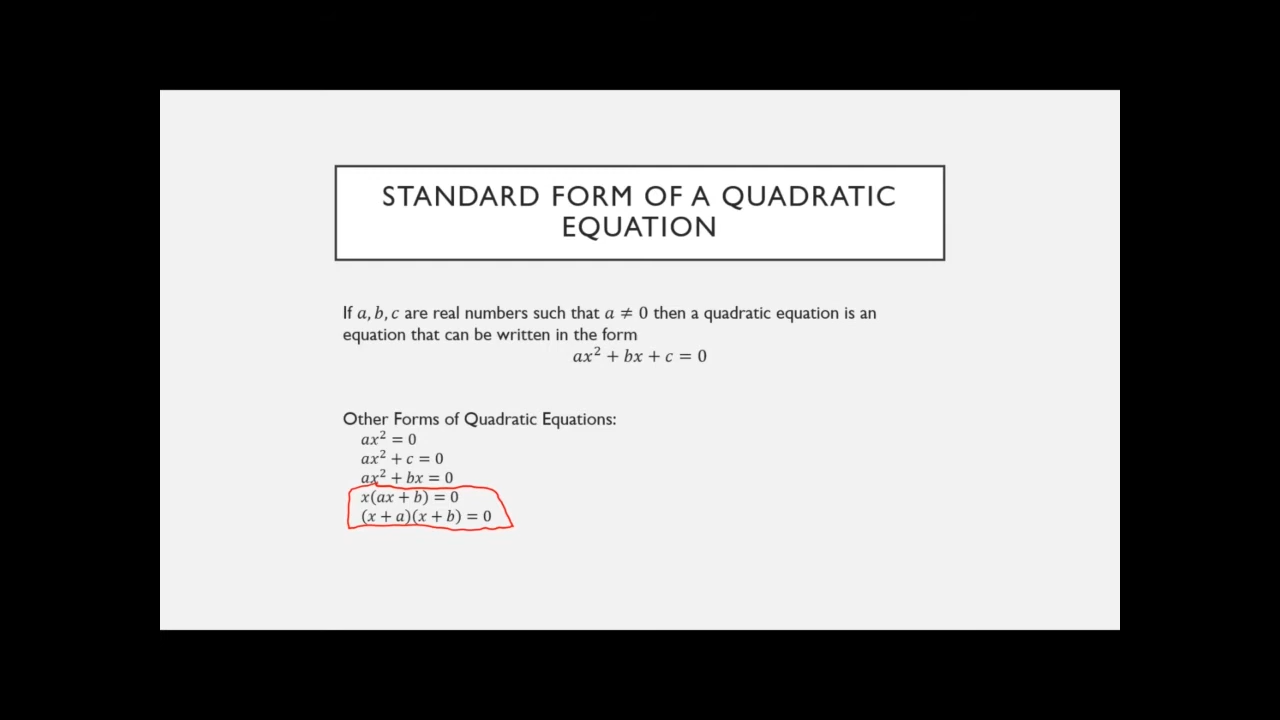 STANDARD FORM OF A QUADRATIC
EQUATION
If a, b, c are real numbers such that a ≠ 0 then a quadratic equation is an
equation that can be written in the form
ax² + bx + c = 0
Other Forms of Quadratic Equations:
ax² = 0
ax² + c = 0
ax² + bx = 0
x(ax + b) = 0
(x + a)(x + b) = 0